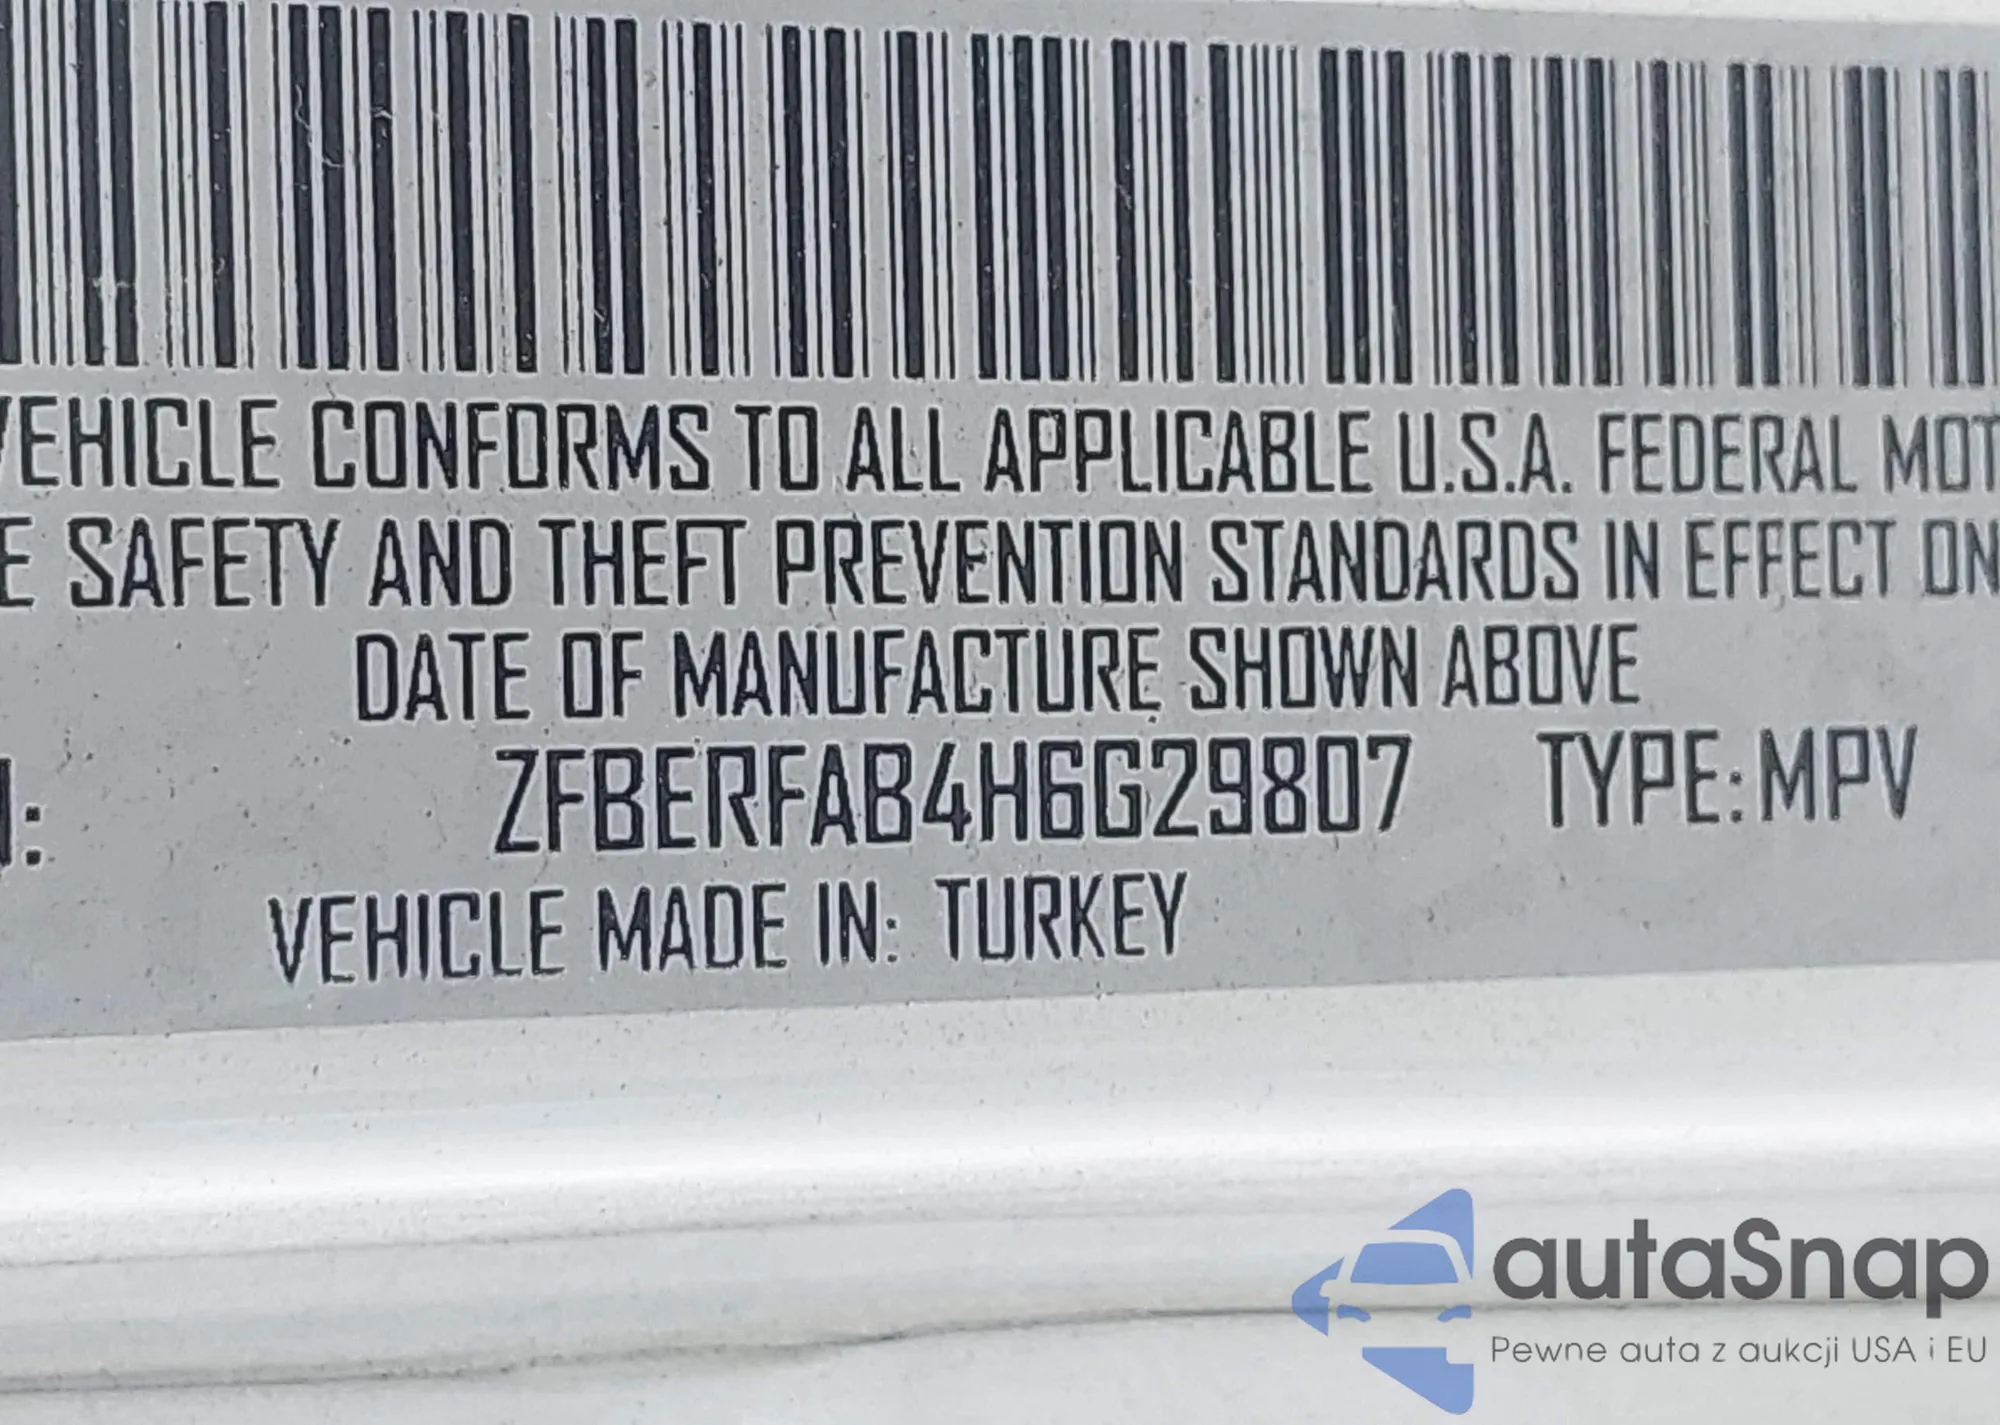 VEHICLE CONFORMS TO ALL APPLICABLE U.S.A. FEDERAL MOT
E SAFETY AND THEFT PREVENTION STANDARDS IN EFFECT ON
DATE OF MANUFACTURE SHOWN ABOVE
: ZFBERFAB4H6G29807 TYPE: MPV
VEHICLE MADE IN: TURKEY
autaSnap
Pewne auta z aukcji USA i EU